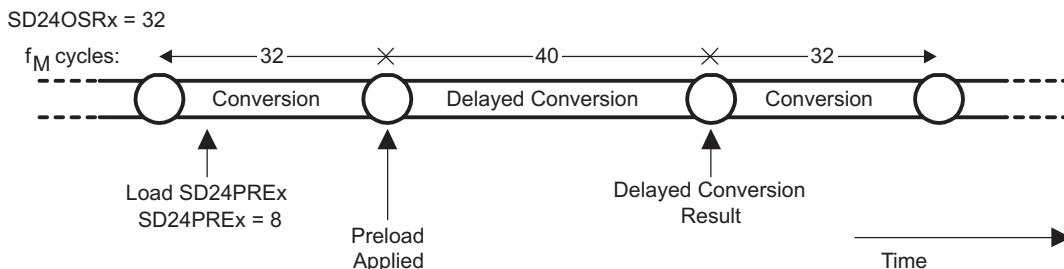 SD24OSRx = 32
fM cycles:
32
40
32
Conversion
Delayed Conversion
Conversion
Load SD24PREx
SD24PREx = 8
Delayed Conversion
Result
Preload
Applied
Time